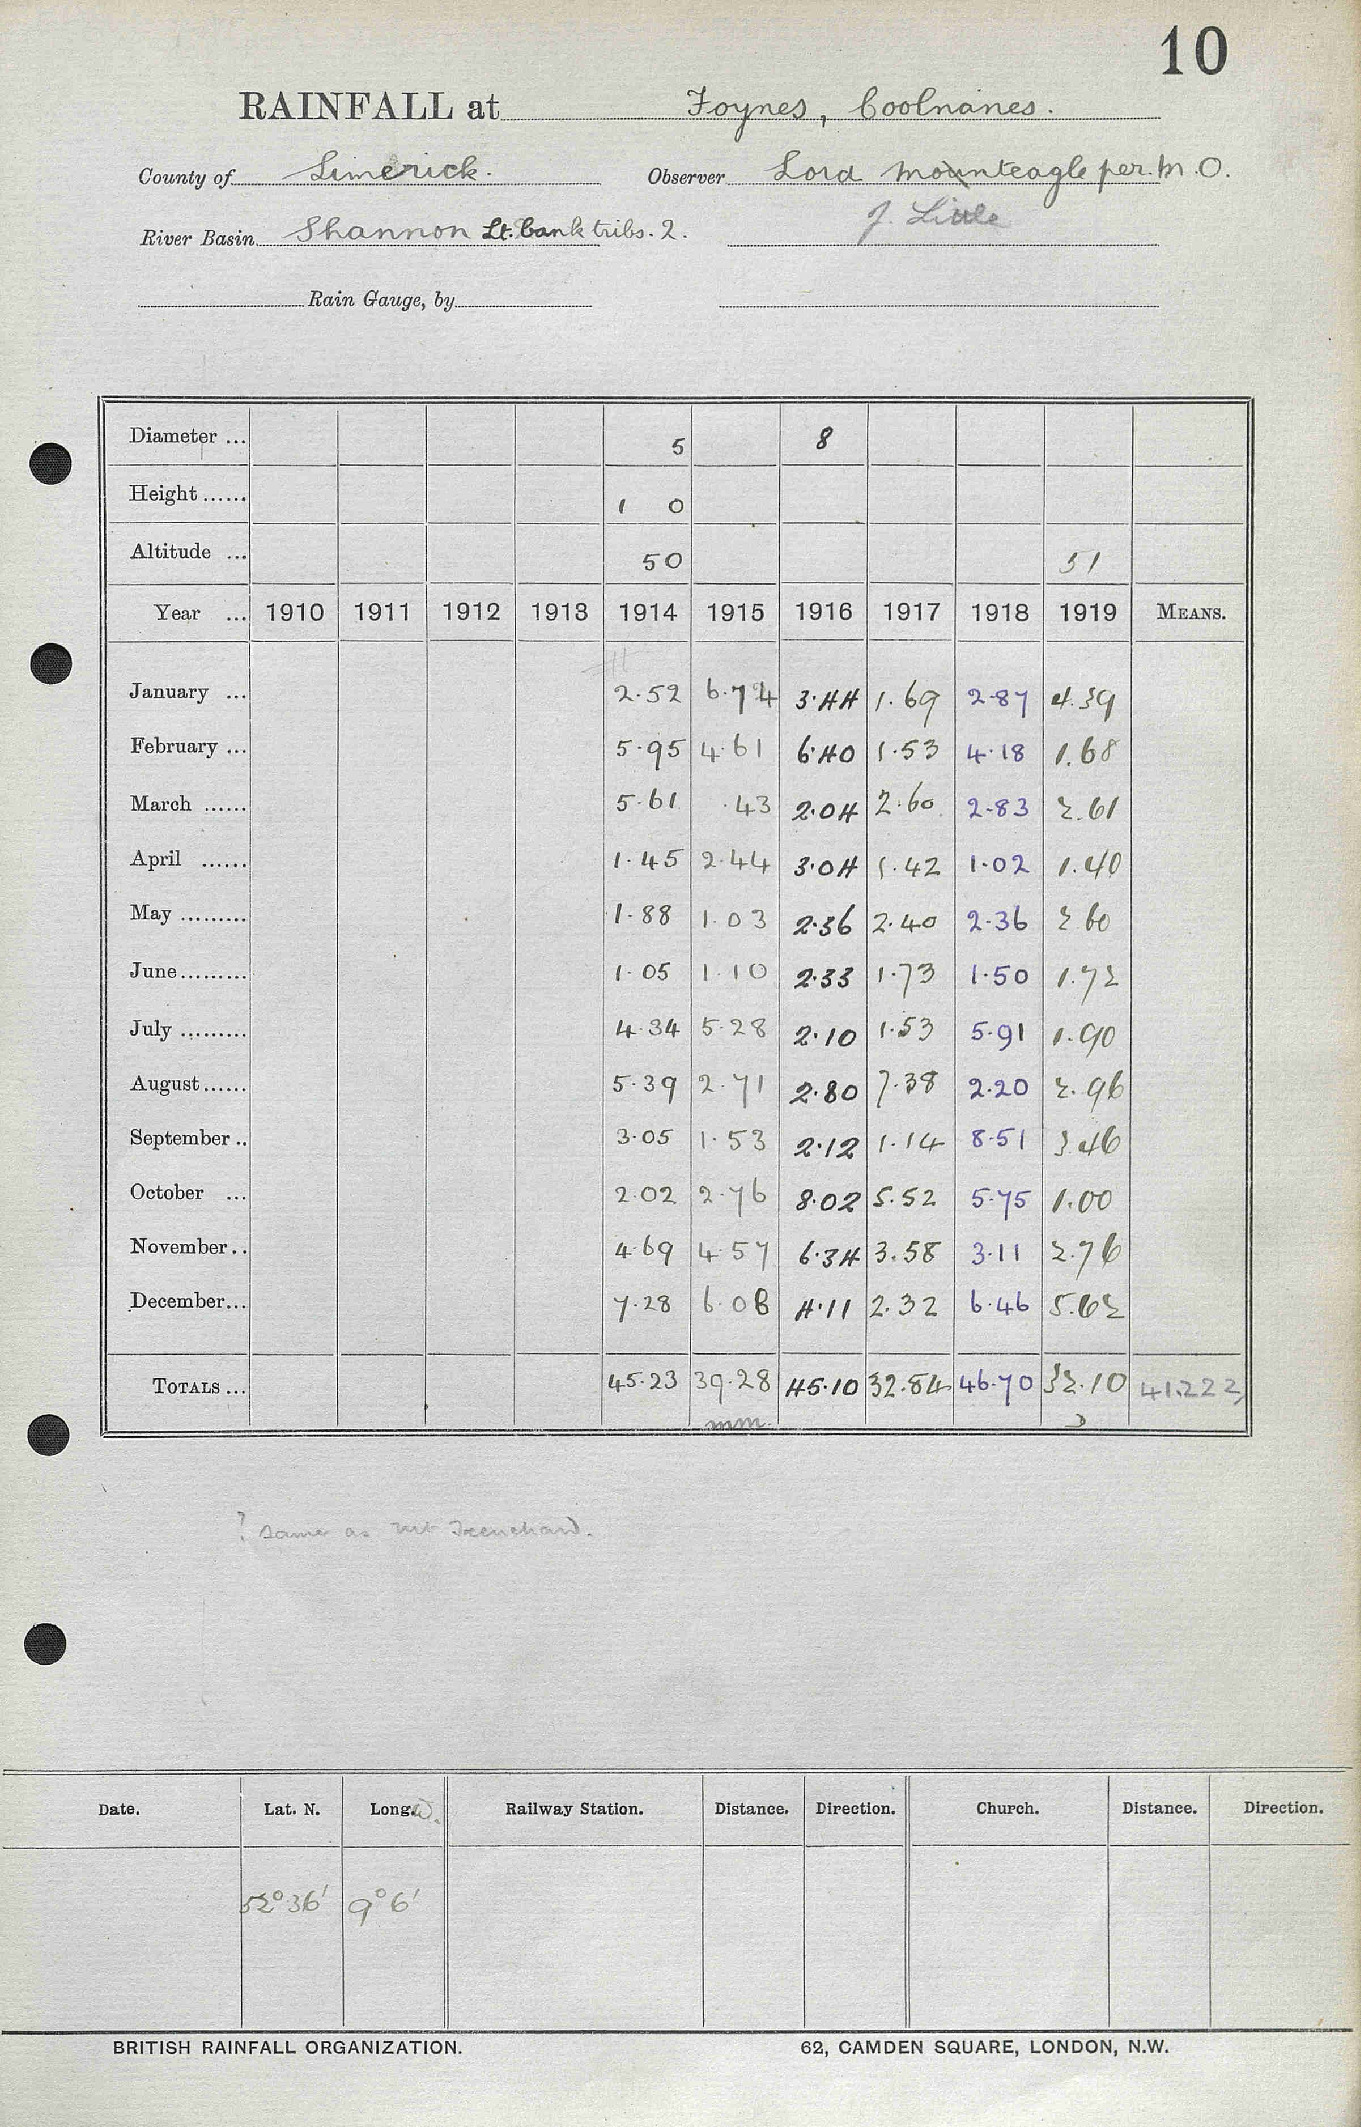 10
RAINFALL at Foynes, Coolnanes.
County of Limerick. Observer Lord Mounteagle per. M.O.
J. Little
River Basin Shannon Lt. bank tribs. 2.
Rain Gauge, by
Diameter ... 5 8
Height ...... 1 0
Altitude ... 50 51
Year ... 1910 1911 1912 1913 1914 1915 1916 1917 1918 1919 MEANS.
January ... 2.52 6.74 3.44 1.69 2.87 4.39
February ... 5.95 4.61 6.40 1.53 4.18 1.68
March ...... 5.61 .43 2.04 2.60 2.83 2.61
April ...... 1.45 2.44 3.04 1.42 1.02 1.40
May ......... 1.88 1.03 2.36 2.40 2.36 2.60
June......... 1.05 1.10 2.33 1.73 1.50 1.72
July ......... 4.34 5.28 2.10 1.53 5.91 1.90
August...... 5.39 2.71 2.80 7.38 2.20 2.96
September .. 3.05 1.53 2.12 1.14 8.51 3.46
October ... 2.02 2.76 8.02 5.52 5.75 1.00
November .. 4.69 4.57 6.34 3.58 3.11 2.76
December... 7.28 6.08 4.11 2.32 6.46 5.62
TOTALS ... 45.23 39.28 45.10 32.84 46.70 32.10 41.222
mm.
? same as Mt Trenchard.
Date. Lat. N. Long. W. Railway Station. Distance. Direction. Church. Distance. Direction.
52° 36' 9° 6'
BRITISH RAINFALL ORGANIZATION. 62, CAMDEN SQUARE, LONDON, N.W.